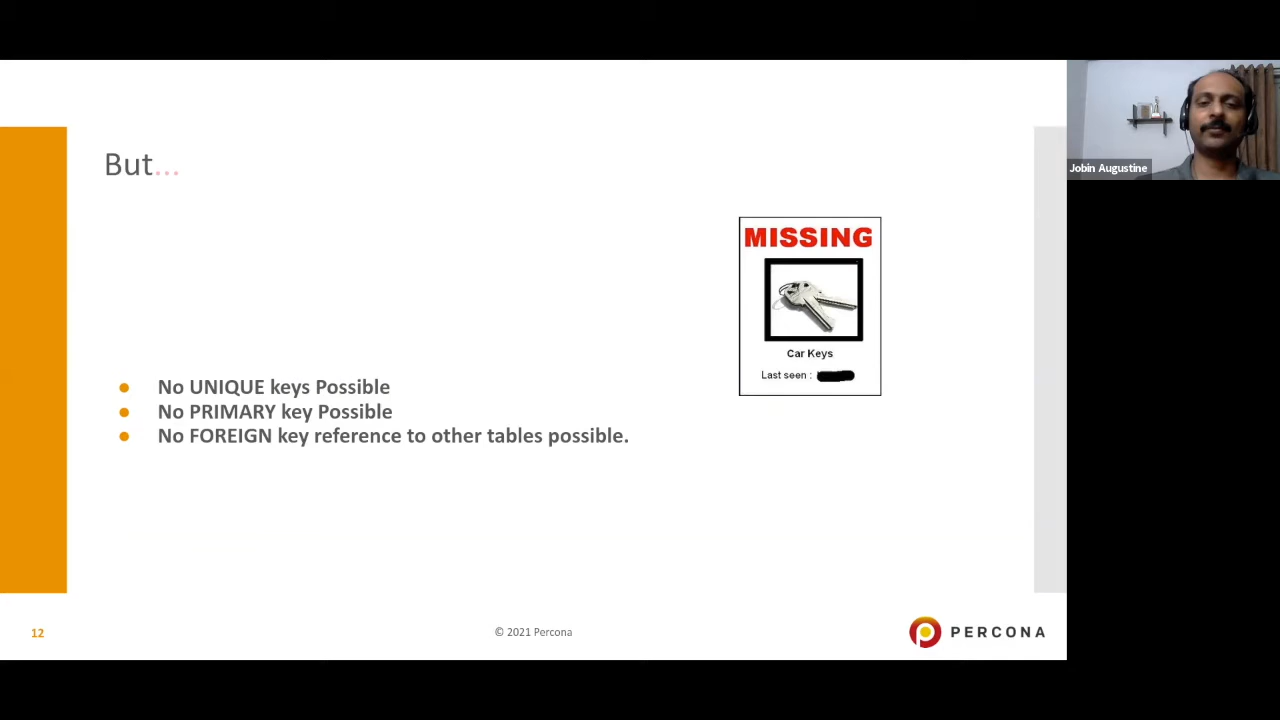 But...
MISSING
Car Keys
Last seen :
● No UNIQUE keys Possible
● No PRIMARY key Possible
● No FOREIGN key reference to other tables possible.
12
© 2021 Percona
PERCONA
Jobin Augustine